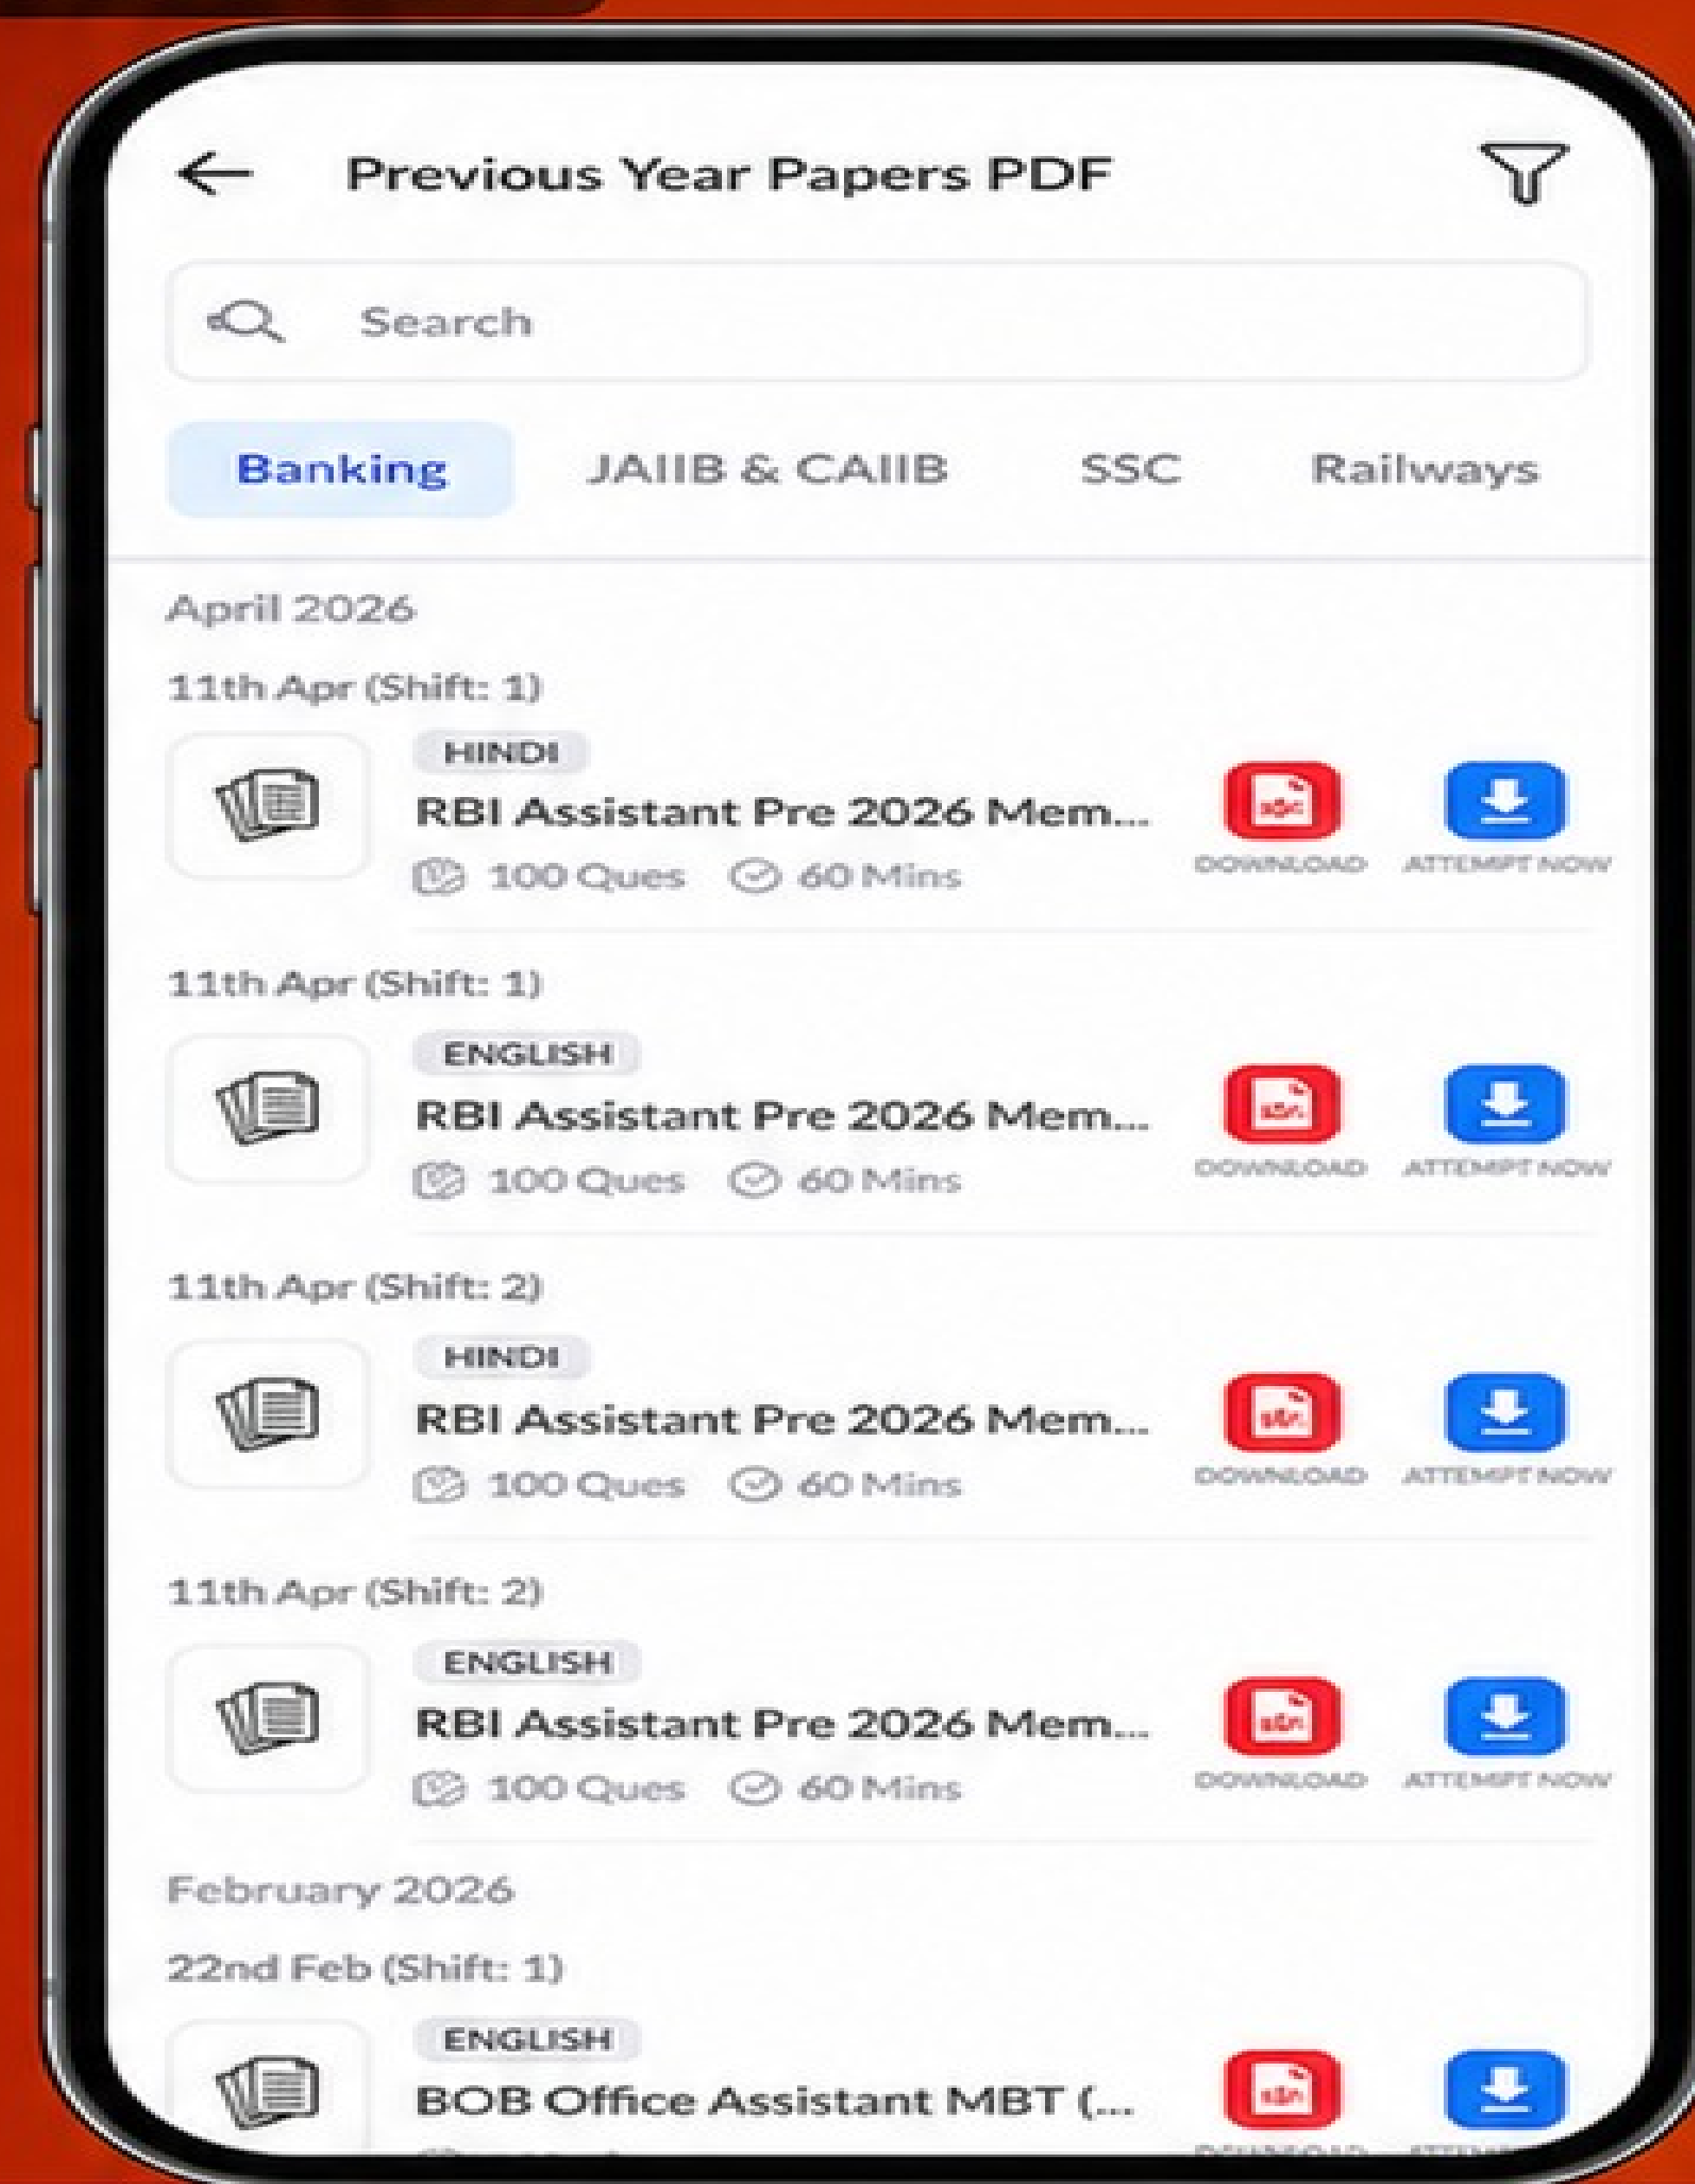 Previous Year Papers PDF
Search
Banking JAIIB & CAIIB SSC Railways
April 2026
11th Apr (Shift: 1)
HINDI
RBI Assistant Pre 2026 Mem...
100 Ques 60 Mins
DOWNLOAD ATTEMPT NOW
11th Apr (Shift: 1)
ENGLISH
RBI Assistant Pre 2026 Mem...
100 Ques 60 Mins
DOWNLOAD ATTEMPT NOW
11th Apr (Shift: 2)
HINDI
RBI Assistant Pre 2026 Mem...
100 Ques 60 Mins
DOWNLOAD ATTEMPT NOW
11th Apr (Shift: 2)
ENGLISH
RBI Assistant Pre 2026 Mem...
100 Ques 60 Mins
DOWNLOAD ATTEMPT NOW
February 2026
22nd Feb (Shift: 1)
ENGLISH
BOB Office Assistant MBT (...